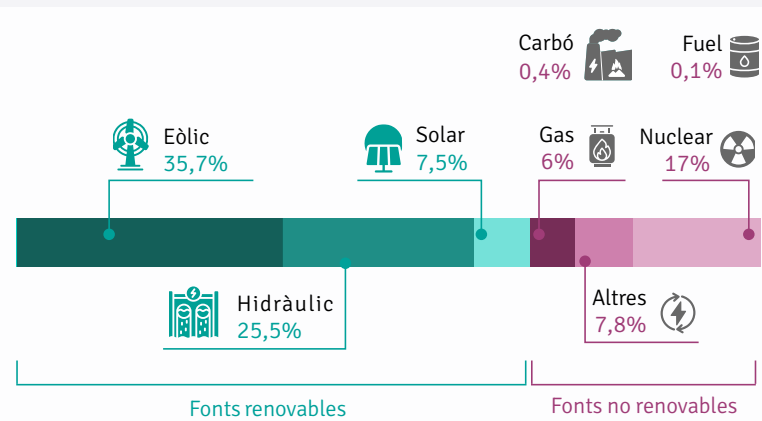 Carbó
0,4%
Fuel
0,1%
Eòlic
35,7%
Solar
7,5%
Gas
6%
Nuclear
17%
Hidràulic
25,5%
Altres
7,8%
Fonts renovables
Fonts no renovables